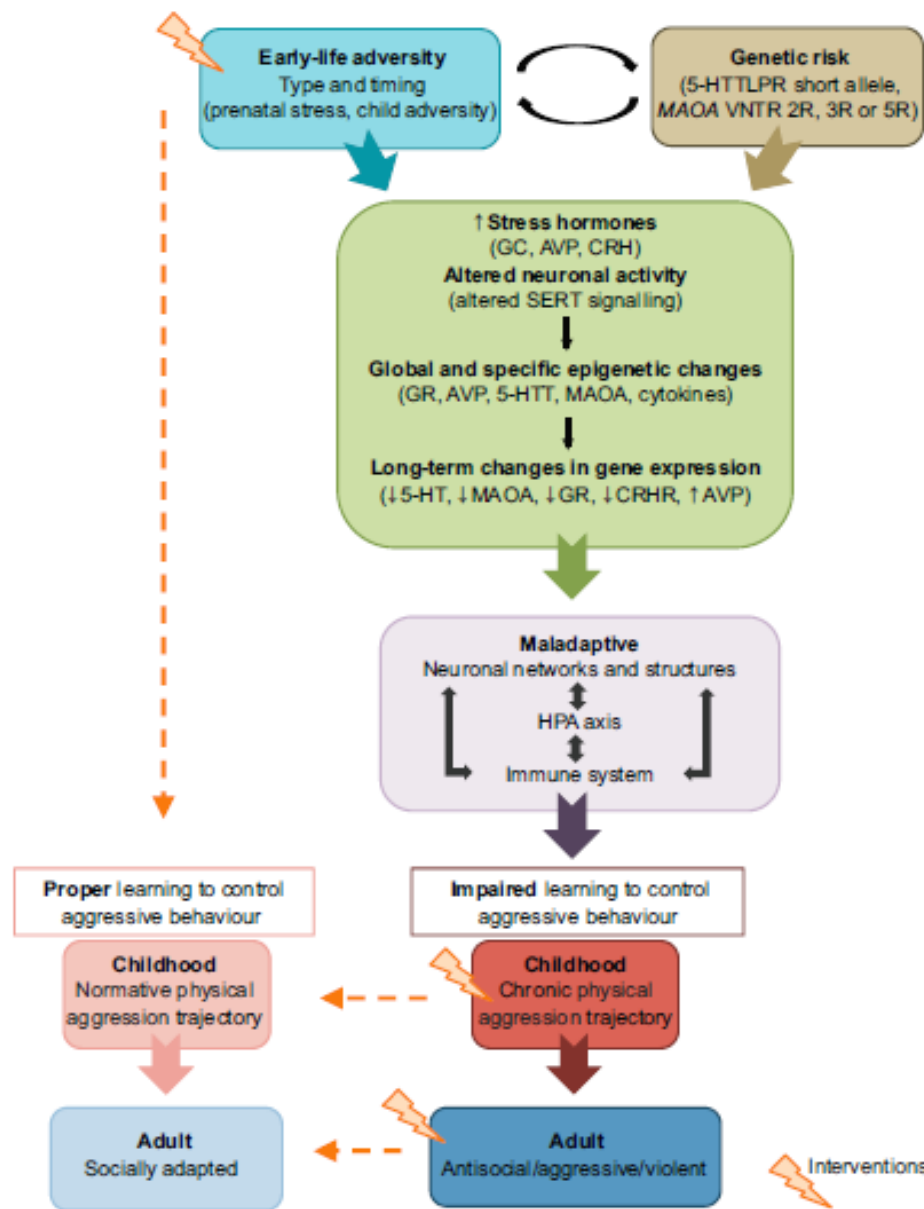 Early-life adversity
Type and timing
(prenatal stress, child adversity)
Genetic risk
(5-HTTLPR short allele,
MAOA VNTR 2R, 3R or 5R)
↑Stress hormones
(GC, AVP, CRH)
Altered neuronal activity
(altered SERT signalling)
Global and specific epigenetic changes
(GR, AVP, 5-HTT, MAOA, cytokines)
Long-term changes in gene expression
(↓5-HT, ↓MAOA, ↓GR, ↓CRHR, ↑AVP)
Maladaptive
Neuronal networks and structures
HPA axis
Immune system
Proper learning to control
aggressive behaviour
Impaired learning to control
aggressive behaviour
Childhood
Normative physical
aggression trajectory
Childhood
Chronic physical
aggression trajectory
Adult
Socially adapted
Adult
Antisocial/aggressive/violent
Interventions